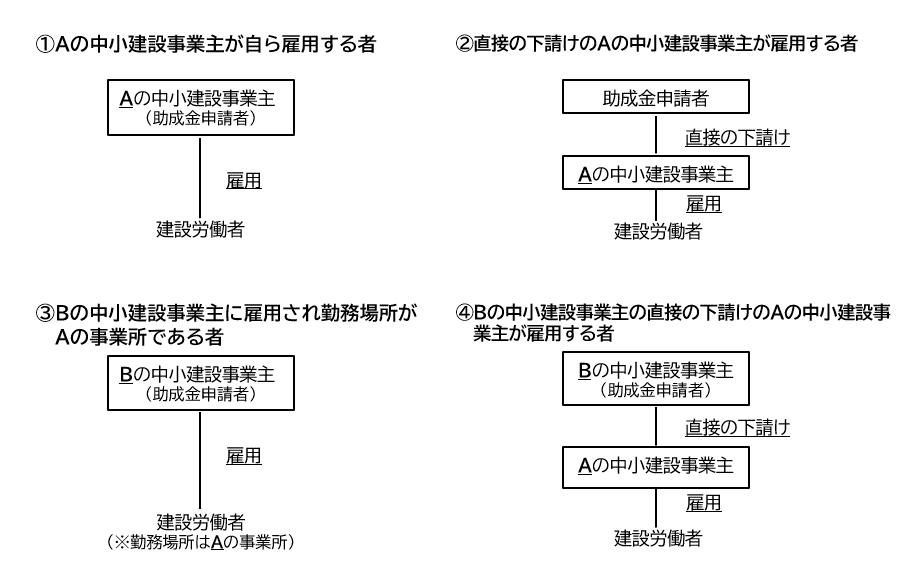 ①Aの中小建設事業主が自ら雇用する者
Aの中小建設事業主
（助成金申請者）
雇用
建設労働者
②直接の下請けのAの中小建設事業主が雇用する者
助成金申請者
直接の下請け
Aの中小建設事業主
雇用
建設労働者
③Bの中小建設事業主に雇用され勤務場所が
Aの事業所である者
Bの中小建設事業主
（助成金申請者）
雇用
建設労働者
（※勤務場所はAの事業所）
④Bの中小建設事業主の直接の下請けのAの中小建設事
業主が雇用する者
Bの中小建設事業主
（助成金申請者）
直接の下請け
Aの中小建設事業主
雇用
建設労働者